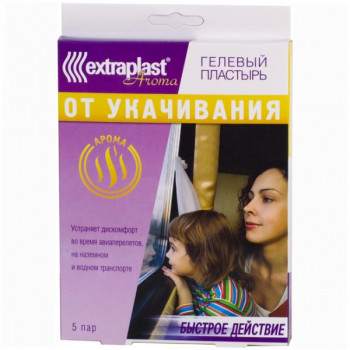 extraplast®
Aroma
ГЕЛЕВЫЙ
ПЛАСТЫРЬ
ОТ УКАЧИВАНИЯ
АРОМА
Устраняет дискомфорт
во время авиаперелетов,
на наземном
и водном транспорте
5 пар
БЫСТРОЕ ДЕЙСТВИЕ